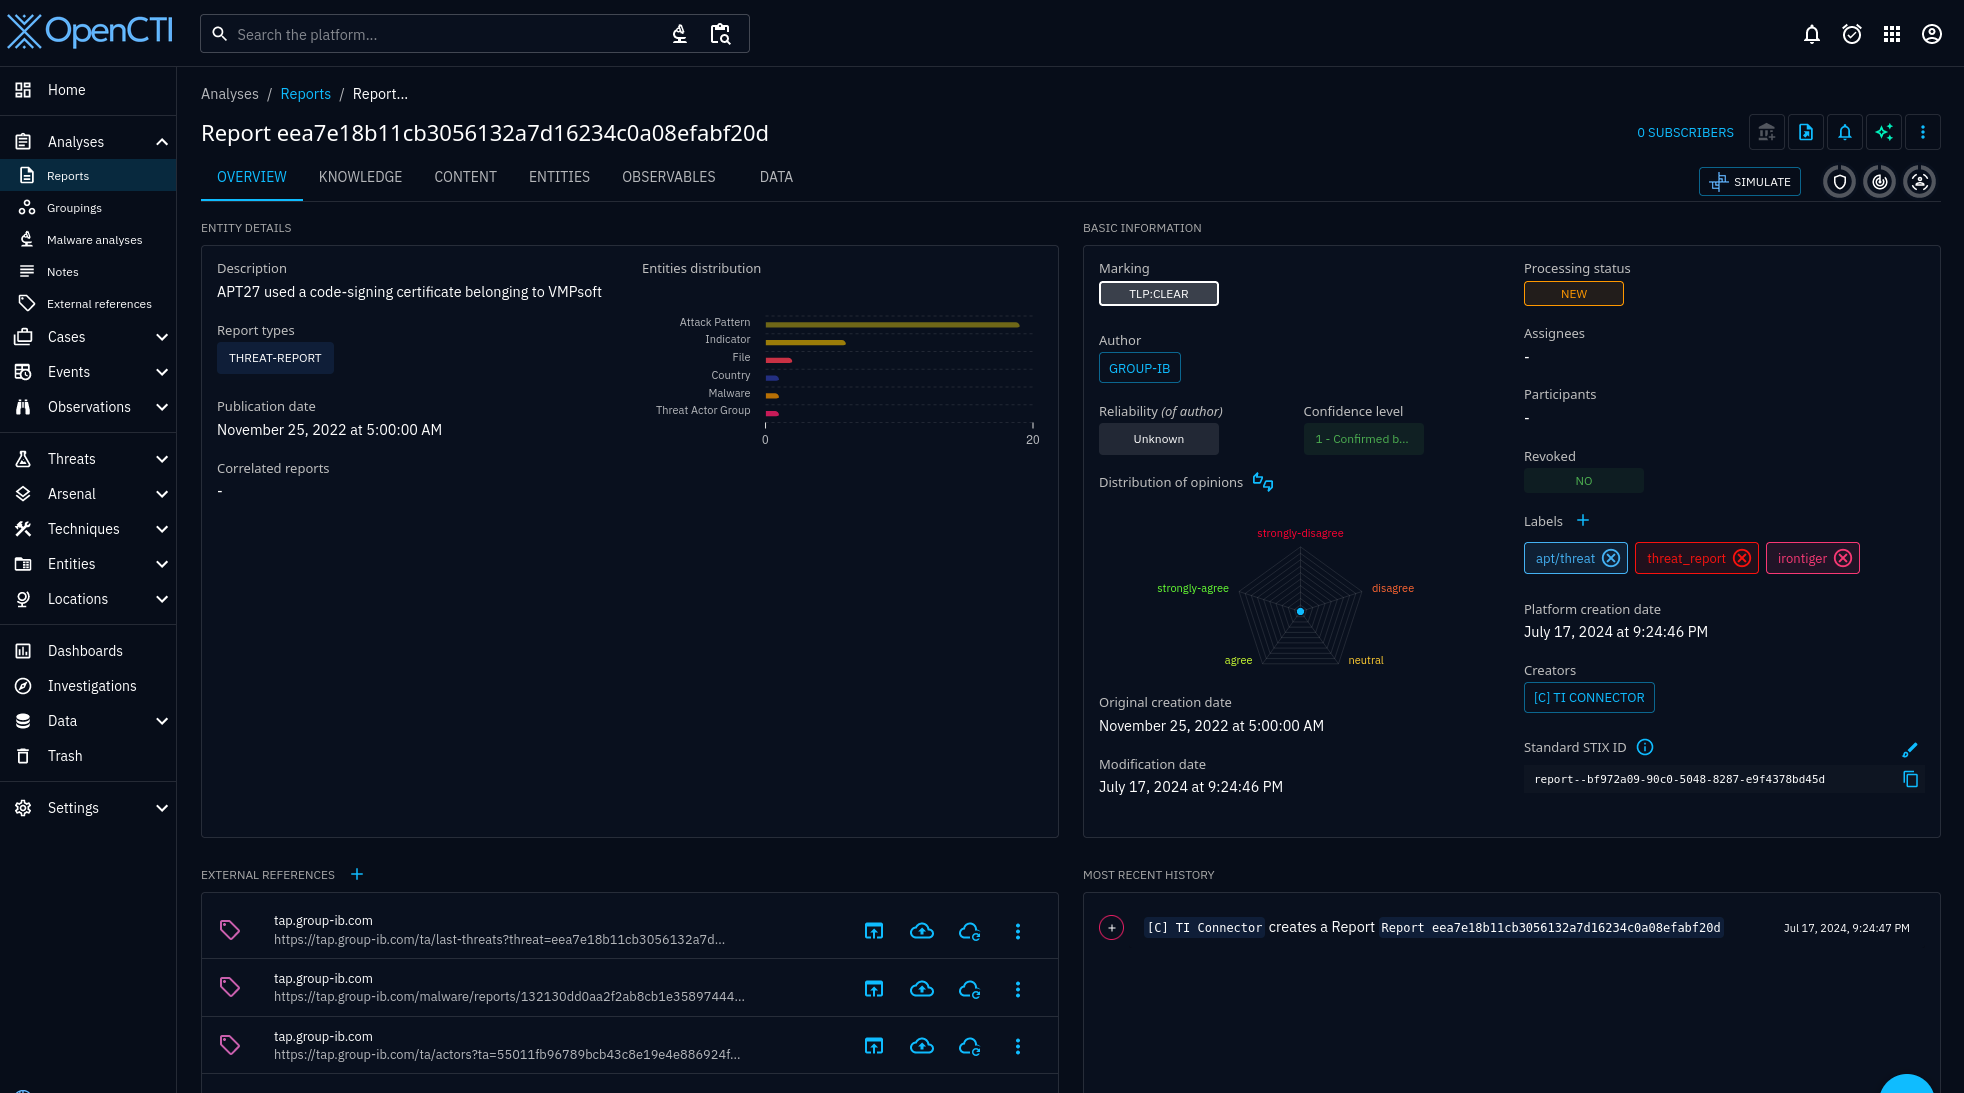 OpenCTI
Search the platform...
Home
Analyses
Reports
Groupings
Malware analyses
Notes
External references
Cases
Events
Observations
Threats
Arsenal
Techniques
Entities
Locations
Dashboards
Investigations
Data
Trash
Settings
Analyses / Reports / Report...
Report eea7e18b11cb3056132a7d16234c0a08efabf20d
0 SUBSCRIBERS
OVERVIEW KNOWLEDGE CONTENT ENTITIES OBSERVABLES DATA
SIMULATE
ENTITY DETAILS
Description
APT27 used a code-signing certificate belonging to VMPsoft
Report types
THREAT-REPORT
Publication date
November 25, 2022 at 5:00:00 AM
Correlated reports
-
Entities distribution
Attack Pattern
Indicator
File
Country
Malware
Threat Actor Group
0 20
BASIC INFORMATION
Marking
TLP:CLEAR
Author
GROUP-IB
Reliability (of author)
Unknown
Confidence level
1 - Confirmed b...
Distribution of opinions
strongly-disagree
strongly-agree
disagree
agree
neutral
Original creation date
November 25, 2022 at 5:00:00 AM
Modification date
July 17, 2024 at 9:24:46 PM
Processing status
NEW
Assignees
-
Participants
-
Revoked
NO
Labels
apt/threat threat_report irontiger
Platform creation date
July 17, 2024 at 9:24:46 PM
Creators
[C] TI CONNECTOR
Standard STIX ID
report--bf972a09-90c0-5048-8287-e9f4378bd45d
EXTERNAL REFERENCES
tap.group-ib.com
https://tap.group-ib.com/ta/last-threats?threat=eea7e18b11cb3056132a7d...
tap.group-ib.com
https://tap.group-ib.com/malware/reports/132130dd0aa2f2ab8cb1e35897444...
tap.group-ib.com
https://tap.group-ib.com/ta/actors?ta=55011fb96789bcb43c8e19e4e886924f...
MOST RECENT HISTORY
[C] TI Connector creates a Report Report eea7e18b11cb3056132a7d16234c0a08efabf20d
Jul 17, 2024, 9:24:47 PM